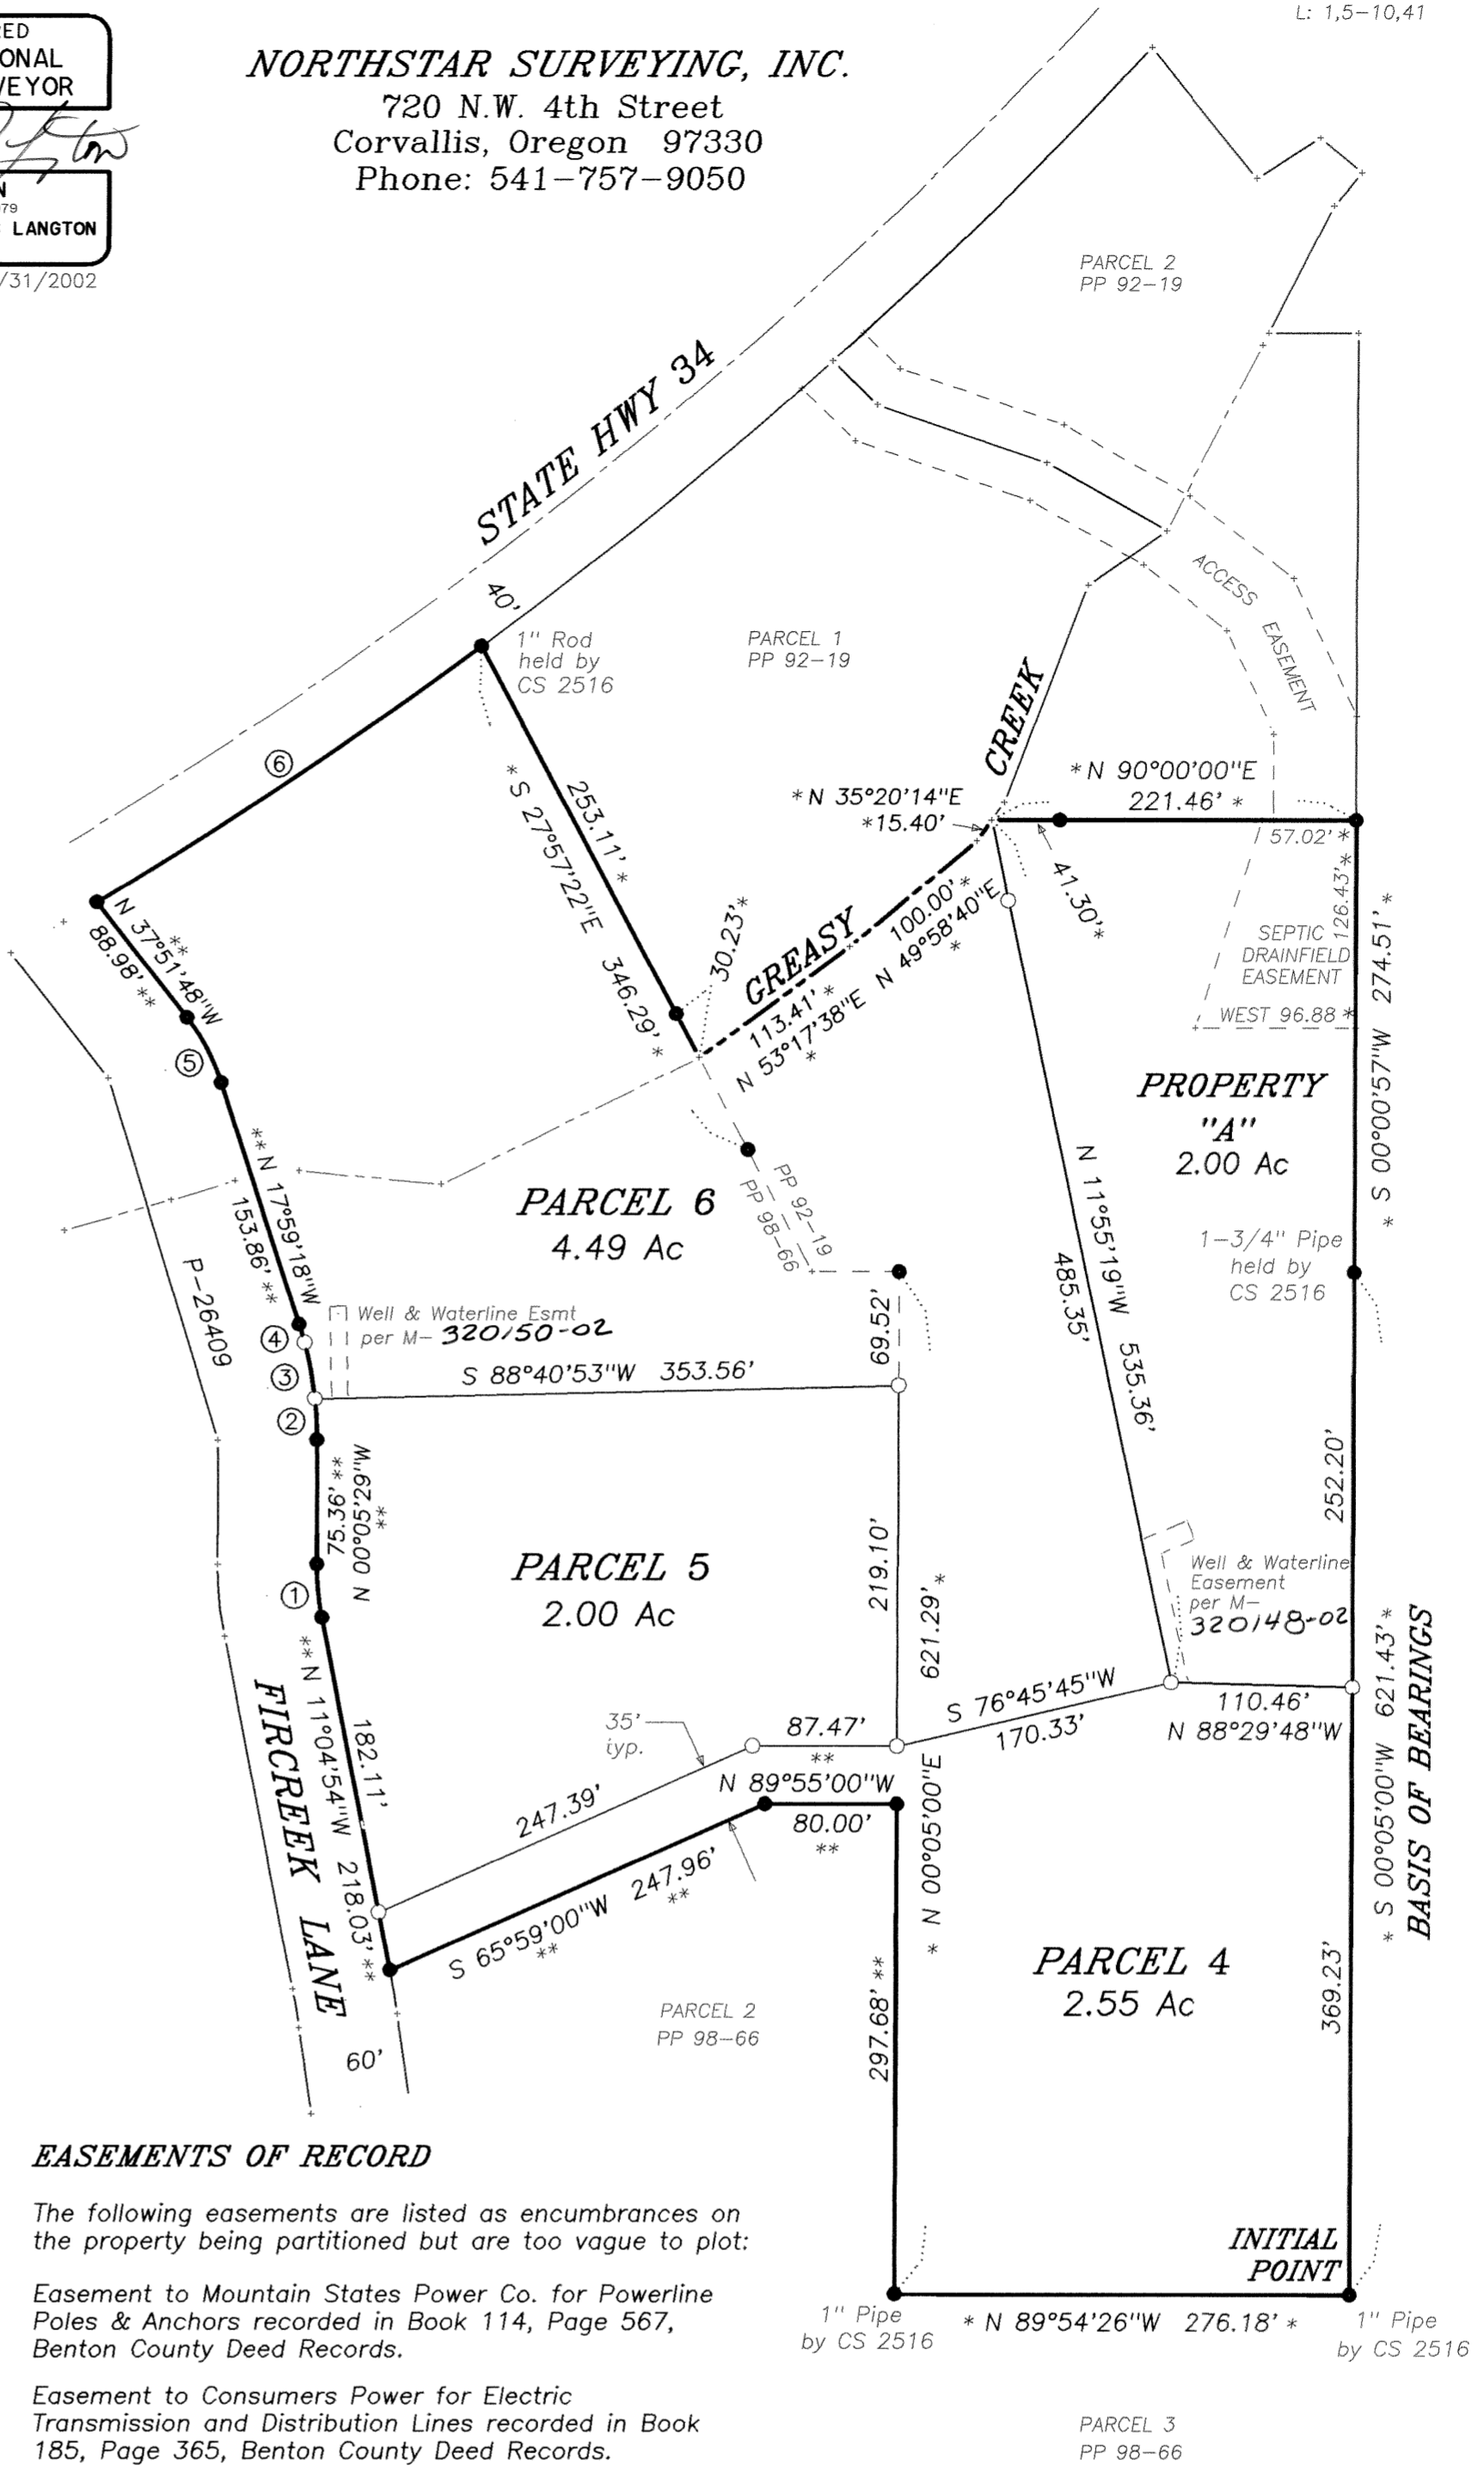 L: 1,5-10,41
ONAL
LANGTON
/31/2002
NORTHSTAR SURVEYING, INC.
720 N.W. 4th Street
Corvallis, Oregon 97330
Phone: 541-757-9050
PARCEL 2
PP 92-19
STATE HWY 34
40'
1" Rod
held by
CS 2516
PARCEL 1
PP 92-19
ACCESS
EASEMENT
CREEK
⑥
253.11' *
* S 27°57'22"E 346.29' *
* N 35°20'14"E
*15.40'
* N 90°00'00"E
221.46' *
57.02' *
126.43' *
41.30'*
30.23'*
GREASY
100.00' *
N 49°58'40"E
*
113.41' *
N 53°17'38"E
*
SEPTIC
DRAINFIELD
EASEMENT
WEST 96.88 *
* S 00°00'57"W 274.51' *
N 37°51'48"W
**
88.98' **
⑤
PROPERTY
"A"
2.00 Ac
** N 17°59'18"W
153.86' **
P-26409
PARCEL 6
4.49 Ac
PP 92-19
PP 98-66
N 11°55'19"W 535.36'
485.35'
1-3/4" Pipe
held by
CS 2516
④
Well & Waterline Esmt
per M- 320150-02
③
S 88°40'53"W 353.56'
69.52'
②
75.36' **
N 00°05'29"W
**
252.20'
PARCEL 5
2.00 Ac
219.10'
621.29' *
* N 00°05'00"E
Well & Waterline
Easement
per M-
320148-02
①
** N 11°04'54"W 218.03' **
182.11'
FIRCREEK LANE
60'
35'
typ.
87.47'
**
N 89°55'00"W
80.00'
**
S 76°45'45"W
170.33'
110.46'
N 88°29'48"W
* S 00°05'00"W 621.43' *
BASIS OF BEARINGS
247.39'
S 65°59'00"W 247.96'
** **
PARCEL 2
PP 98-66
297.68' **
PARCEL 4
2.55 Ac
369.23'
EASEMENTS OF RECORD
The following easements are listed as encumbrances on
the property being partitioned but are too vague to plot:
Easement to Mountain States Power Co. for Powerline
Poles & Anchors recorded in Book 114, Page 567,
Benton County Deed Records.
Easement to Consumers Power for Electric
Transmission and Distribution Lines recorded in Book
185, Page 365, Benton County Deed Records.
INITIAL
POINT
1" Pipe
by CS 2516
* N 89°54'26"W 276.18' *
1" Pipe
by CS 2516
PARCEL 3
PP 98-66